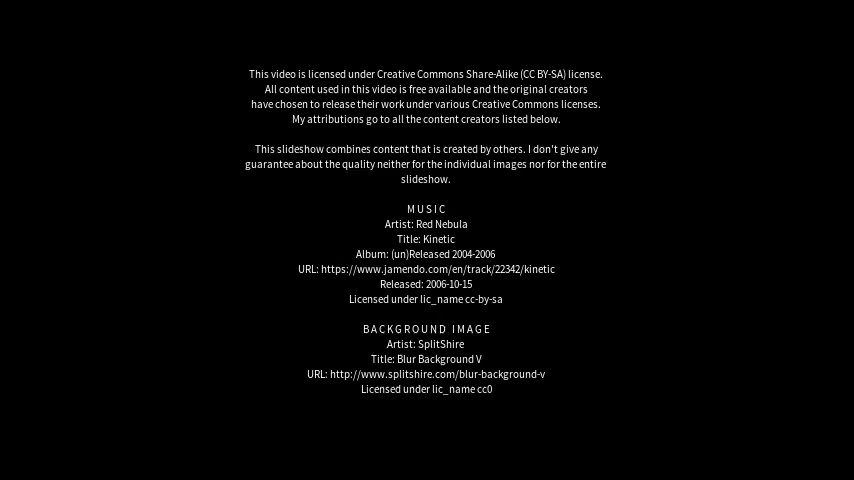 This video is licensed under Creative Commons Share-Alike (CC BY-SA) license.
All content used in this video is free available and the original creators
have chosen to release their work under various Creative Commons licenses.
My attributions go to all the content creators listed below.
This slideshow combines content that is created by others. I don't give any
guarantee about the quality neither for the individual images nor for the entire
slideshow.
MUSIC
Artist: Red Nebula
Title: Kinetic
Album: (un)Released 2004-2006
URL: https://www.jamendo.com/en/track/22342/kinetic
Released: 2006-10-15
Licensed under lic_name cc-by-sa
BACKGROUND IMAGE
Artist: SplitShire
Title: Blur Background V
URL: http://www.splitshire.com/blur-background-v
Licensed under lic_name cc0